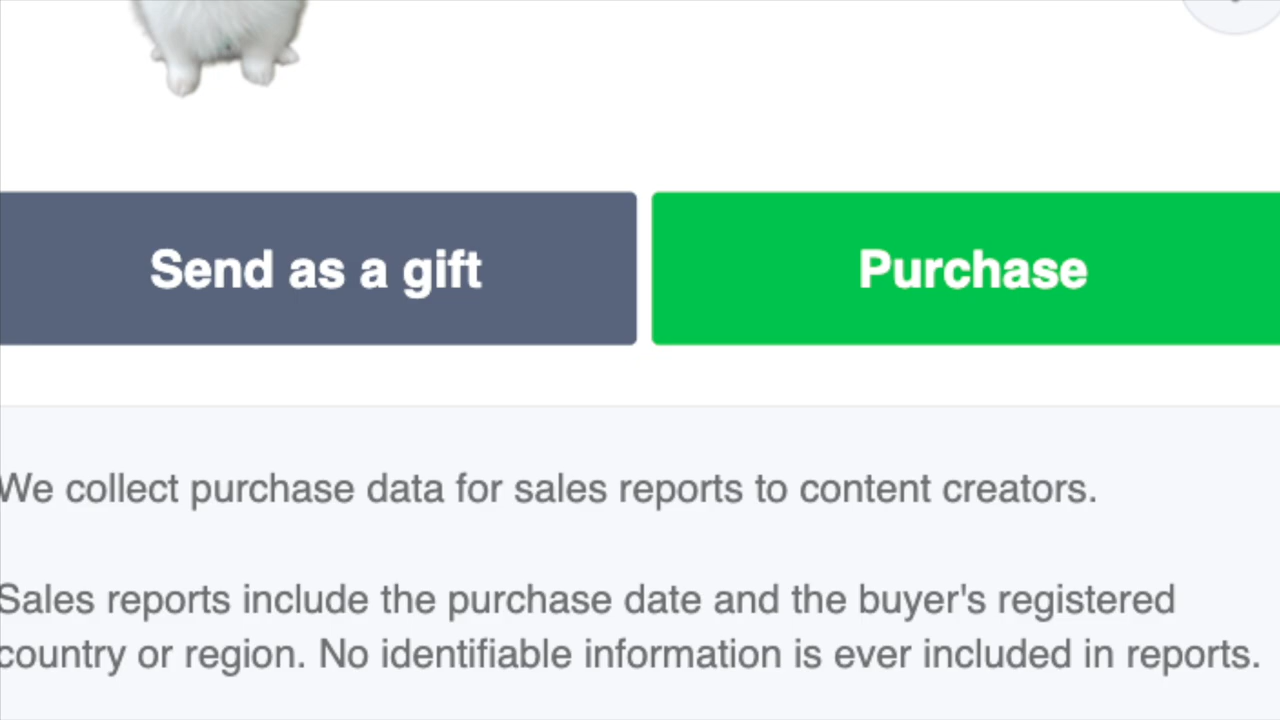 Send as a gift
Purchase
We collect purchase data for sales reports to content creators.
Sales reports include the purchase date and the buyer's registered
country or region. No identifiable information is ever included in reports.